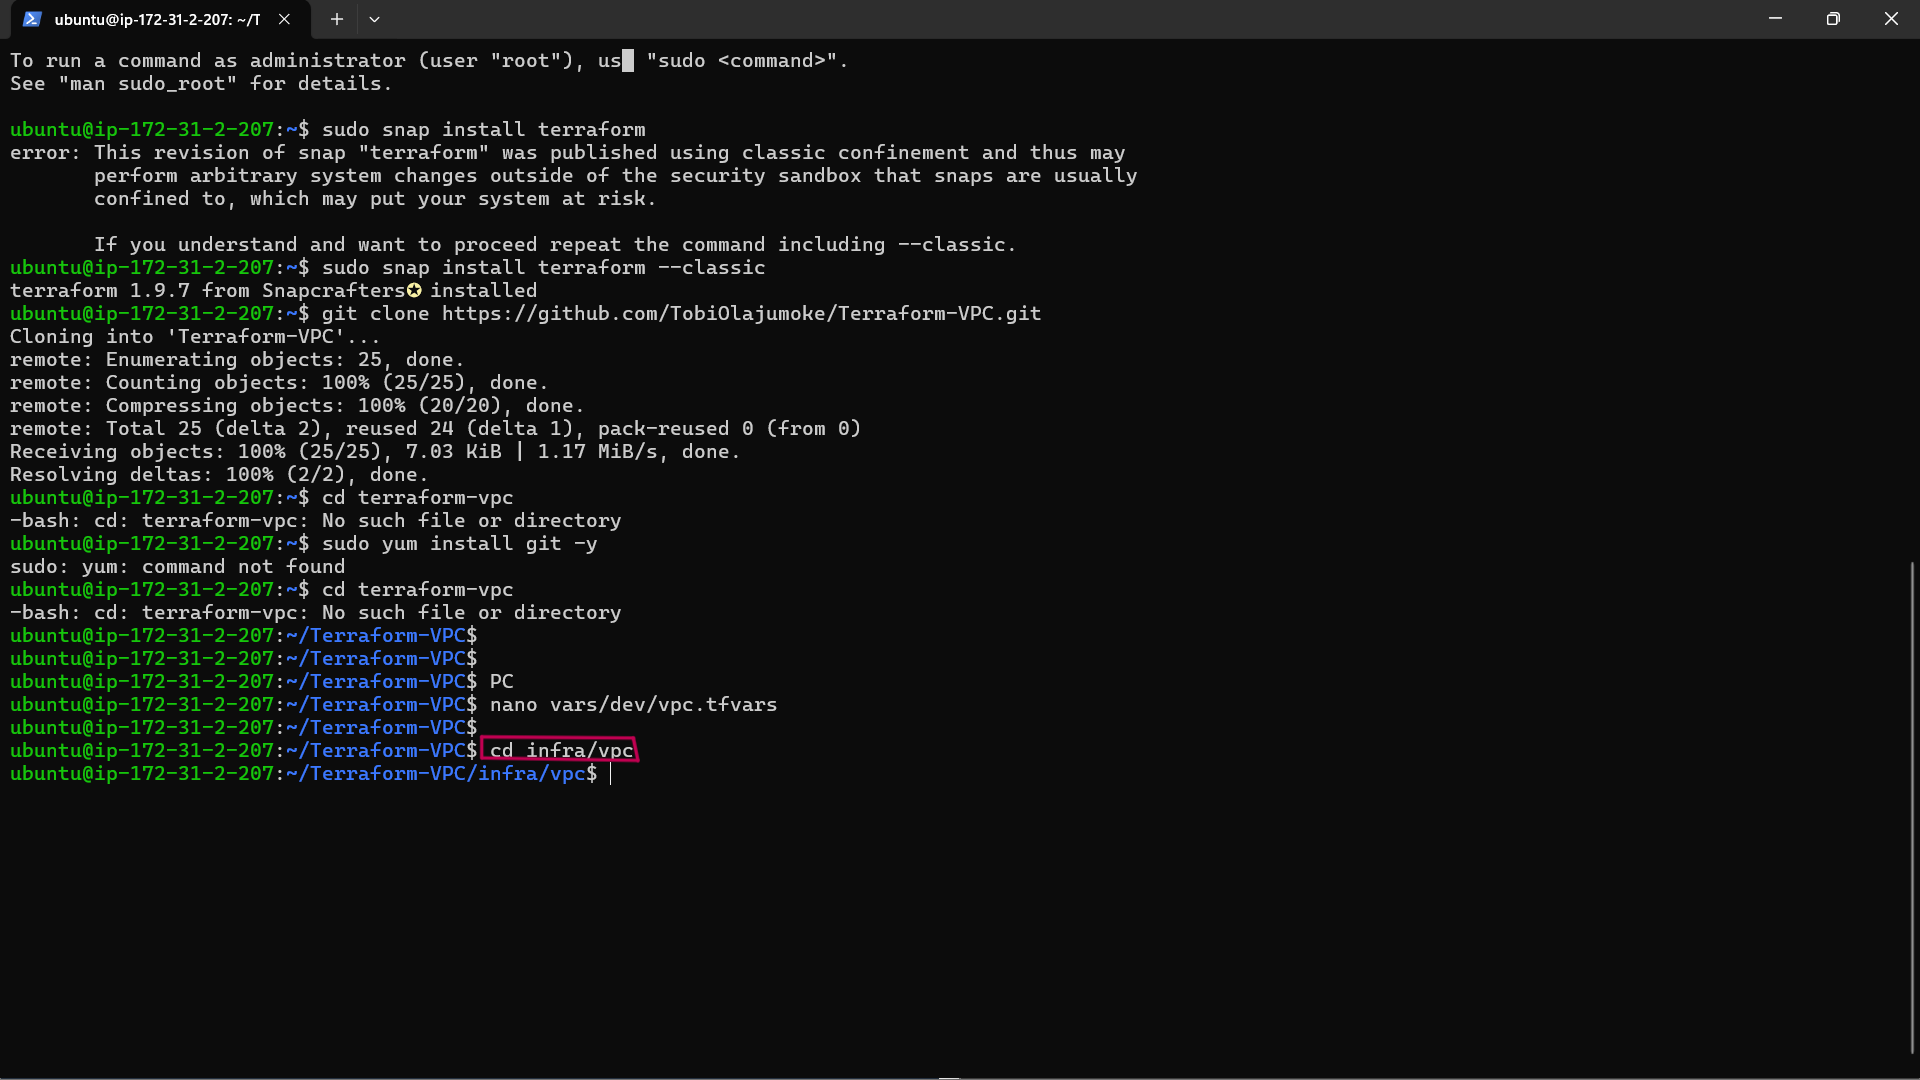 ubuntu@ip-172-31-2-207: ~/T
To run a command as administrator (user "root"), us "sudo <command>".
See "man sudo_root" for details.
ubuntu@ip-172-31-2-207:~$ sudo snap install terraform
error: This revision of snap "terraform" was published using classic confinement and thus may
perform arbitrary system changes outside of the security sandbox that snaps are usually
confined to, which may put your system at risk.
If you understand and want to proceed repeat the command including --classic.
ubuntu@ip-172-31-2-207:~$ sudo snap install terraform --classic
terraform 1.9.7 from Snapcrafters✪ installed
ubuntu@ip-172-31-2-207:~$ git clone https://github.com/TobiOlajumoke/Terraform-VPC.git
Cloning into 'Terraform-VPC'...
remote: Enumerating objects: 25, done.
remote: Counting objects: 100% (25/25), done.
remote: Compressing objects: 100% (20/20), done.
remote: Total 25 (delta 2), reused 24 (delta 1), pack-reused 0 (from 0)
Receiving objects: 100% (25/25), 7.03 KiB | 1.17 MiB/s, done.
Resolving deltas: 100% (2/2), done.
ubuntu@ip-172-31-2-207:~$ cd terraform-vpc
-bash: cd: terraform-vpc: No such file or directory
ubuntu@ip-172-31-2-207:~$ sudo yum install git -y
sudo: yum: command not found
ubuntu@ip-172-31-2-207:~$ cd terraform-vpc
-bash: cd: terraform-vpc: No such file or directory
ubuntu@ip-172-31-2-207:~/Terraform-VPC$
ubuntu@ip-172-31-2-207:~/Terraform-VPC$
ubuntu@ip-172-31-2-207:~/Terraform-VPC$ PC
ubuntu@ip-172-31-2-207:~/Terraform-VPC$ nano vars/dev/vpc.tfvars
ubuntu@ip-172-31-2-207:~/Terraform-VPC$
ubuntu@ip-172-31-2-207:~/Terraform-VPC$ cd infra/vpc
ubuntu@ip-172-31-2-207:~/Terraform-VPC/infra/vpc$